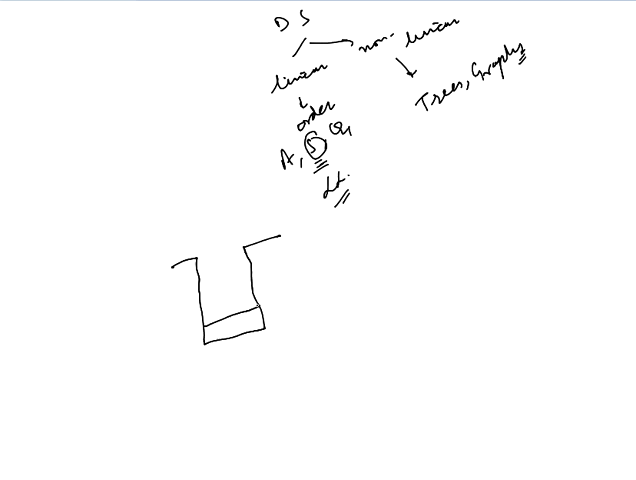 DS
linear non-linear
order Trees, Graphs
A, S, Q,
LL.